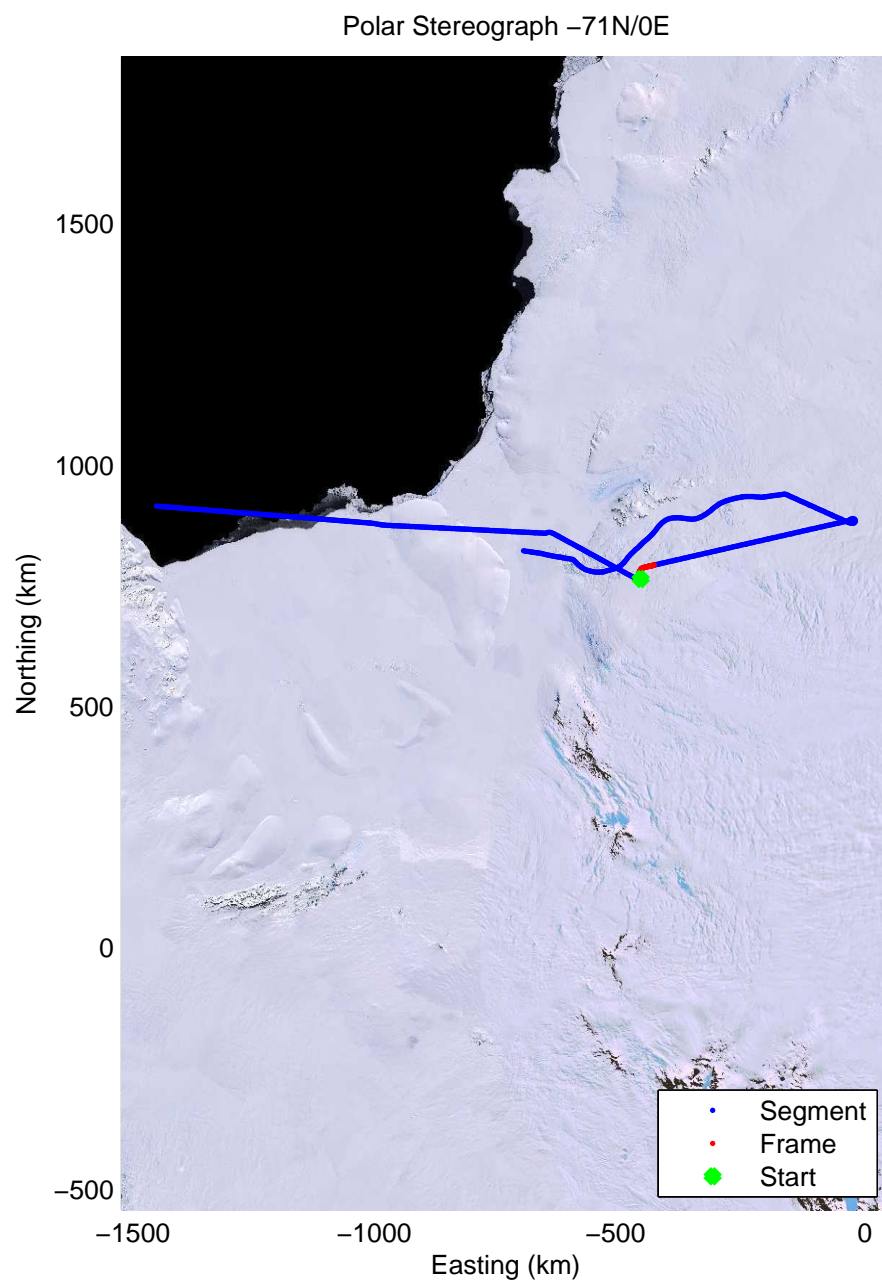 Polar Stereograph −71N/0E
1500
1000
500
0
−500
Northing (km)
−1500
−1000
−500
0
Easting (km)
Segment
Frame
Start